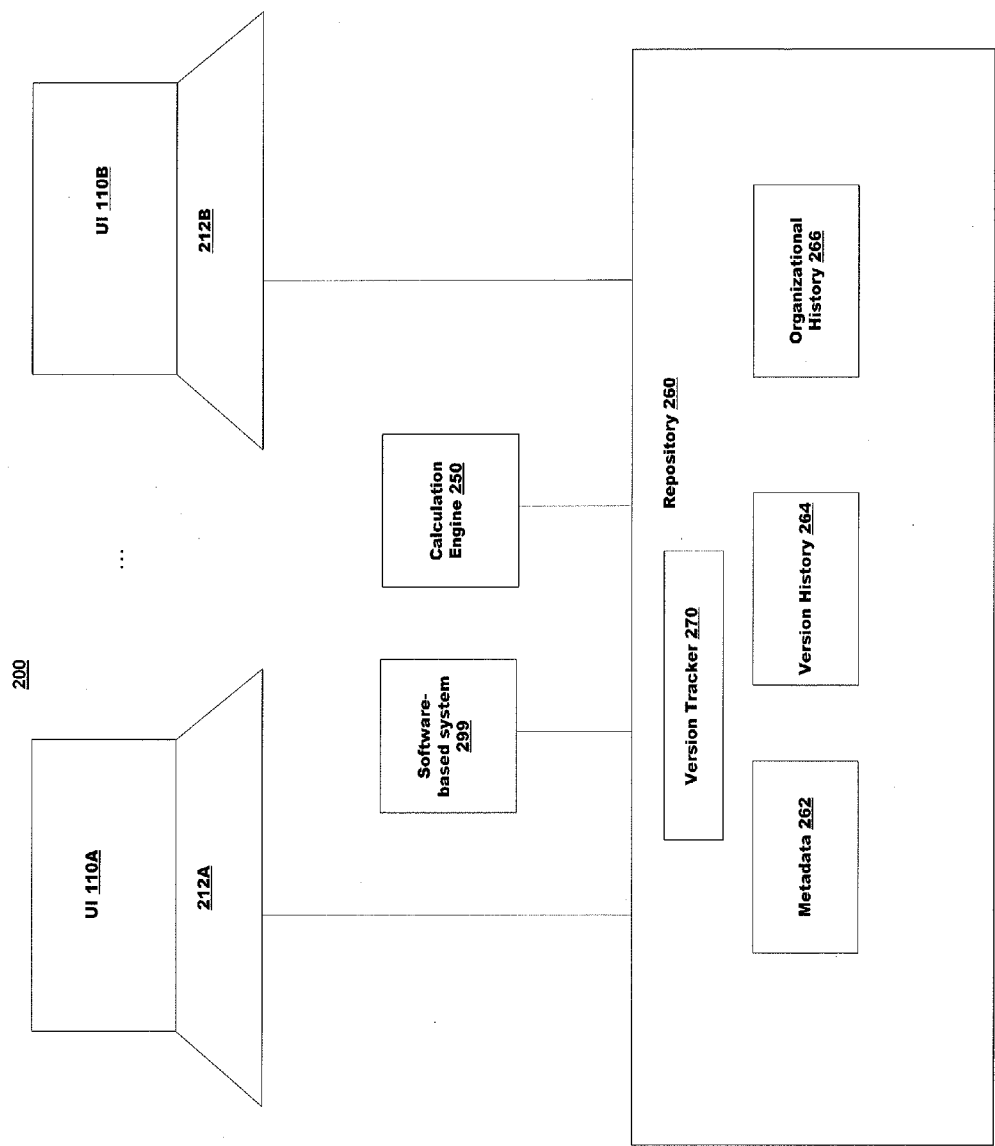 200
UI 110A
212A
...
UI 110B
212B
Software-
based system
299
Calculation
Engine 250
Repository 260
Version Tracker 270
Metadata 262
Version History 264
Organizational
History 266